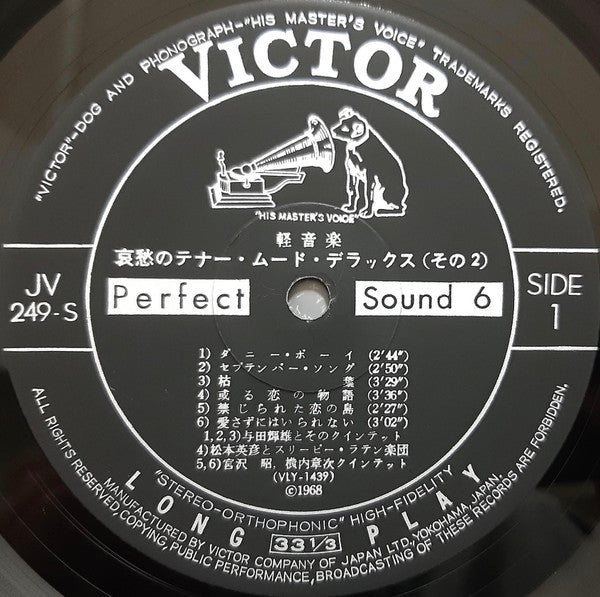 "VICTOR"-DOG AND PHONOGRAPH-"HIS MASTER'S VOICE" TRADEMARKS REGISTERED.
VICTOR
"HIS MASTER'S VOICE"
軽音楽
哀愁のテナー・ムード・デラックス(その2)
JV
249-S
Perfect
Sound 6
SIDE
1
1) ダニー・ボーイ (2'44")
2) セプテンバー・ソング (2'50")
3) 枯葉 (3'29")
4) 或る恋の物語 (3'36")
5) 禁じられた恋の島 (2'27")
6) 愛さずにはいられない (3'02")
1,2,3) 与田輝雄とそのクインテット
4) 松本英彦とスリーピー・ラテン楽団
5,6) 宮沢 昭, 横内章次クインテット
(VLY-1439)
©1968
"STEREO-ORTHOPHONIC" HIGH-FIDELITY
LONG 33 1/3 PLAY
MANUFACTURED BY VICTOR COMPANY OF JAPAN LTD. YOKOHAMA, JAPAN.
ALL RIGHTS RESERVED, COPYING, PUBLIC PERFORMANCE, BROADCASTING OF THESE RECORDS ARE FORBIDDEN.